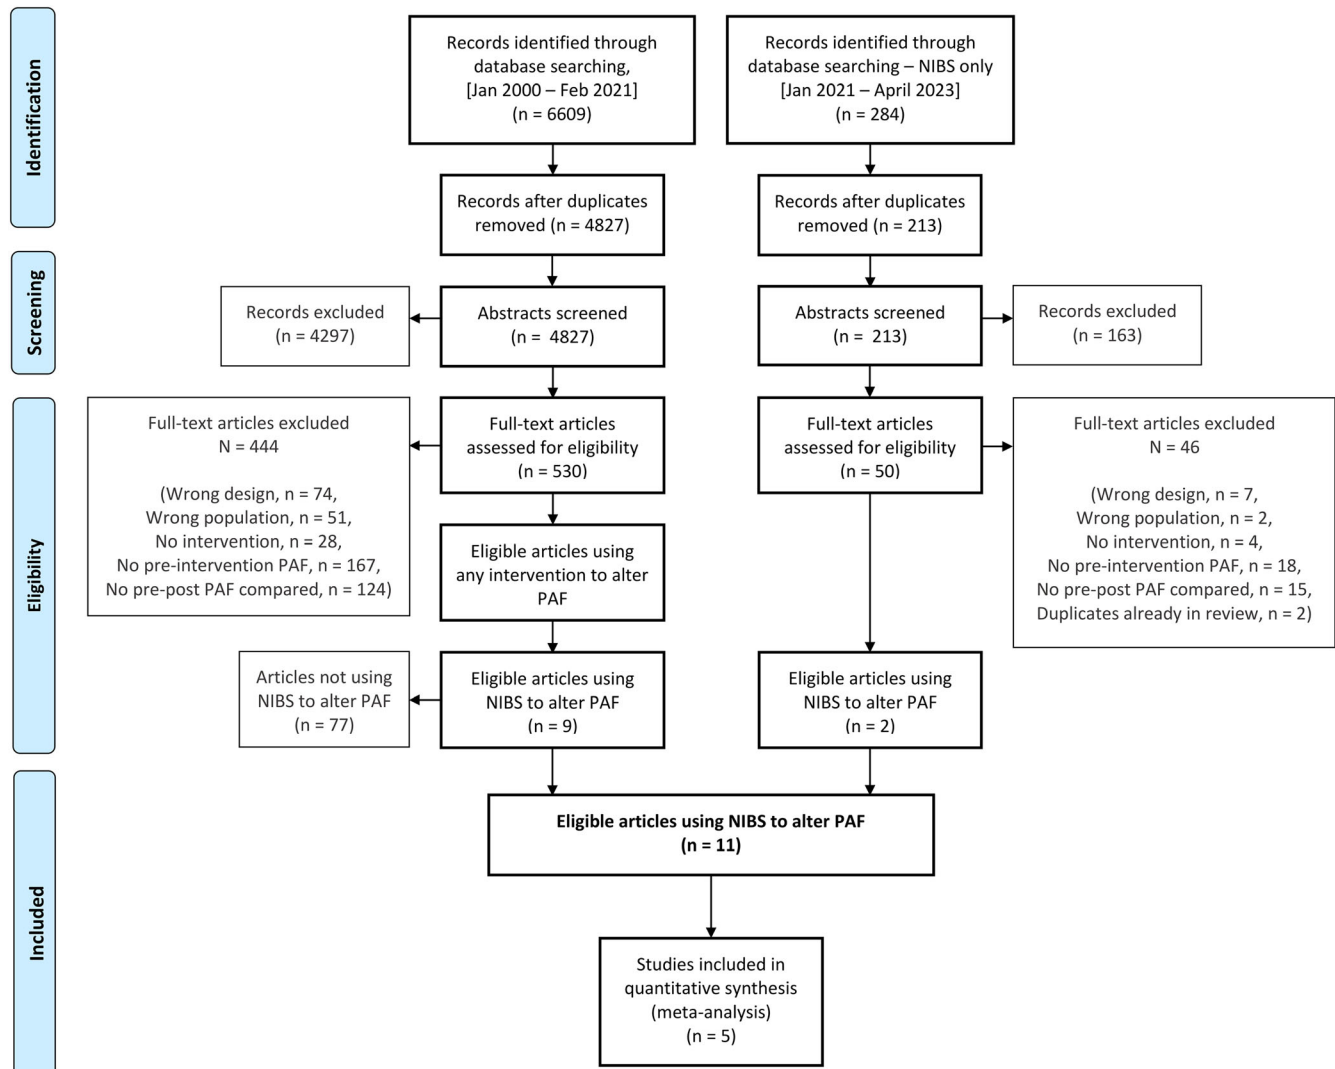 Identification
Records identified through
database searching,
[Jan 2000 – Feb 2021]
(n = 6609)
Records identified through
database searching – NIBS only
[Jan 2021 – April 2023]
(n = 284)
Records after duplicates
removed (n = 4827)
Records after duplicates
removed (n = 213)
Screening
Records excluded
(n = 4297)
Abstracts screened
(n = 4827)
Abstracts screened
(n = 213)
Records excluded
(n = 163)
Eligibility
Full-text articles excluded
N = 444
(Wrong design, n = 74,
Wrong population, n = 51,
No intervention, n = 28,
No pre-intervention PAF, n = 167,
No pre-post PAF compared, n = 124)
Full-text articles
assessed for eligibility
(n = 530)
Full-text articles
assessed for eligibility
(n = 50)
Full-text articles excluded
N = 46
(Wrong design, n = 7,
Wrong population, n = 2,
No intervention, n = 4,
No pre-intervention PAF, n = 18,
No pre-post PAF compared, n = 15,
Duplicates already in review, n = 2)
Eligible articles using
any intervention to alter
PAF
Articles not using
NIBS to alter PAF
(n = 77)
Eligible articles using
NIBS to alter PAF
(n = 9)
Eligible articles using
NIBS to alter PAF
(n = 2)
Included
Eligible articles using NIBS to alter PAF
(n = 11)
Studies included in
quantitative synthesis
(meta-analysis)
(n = 5)